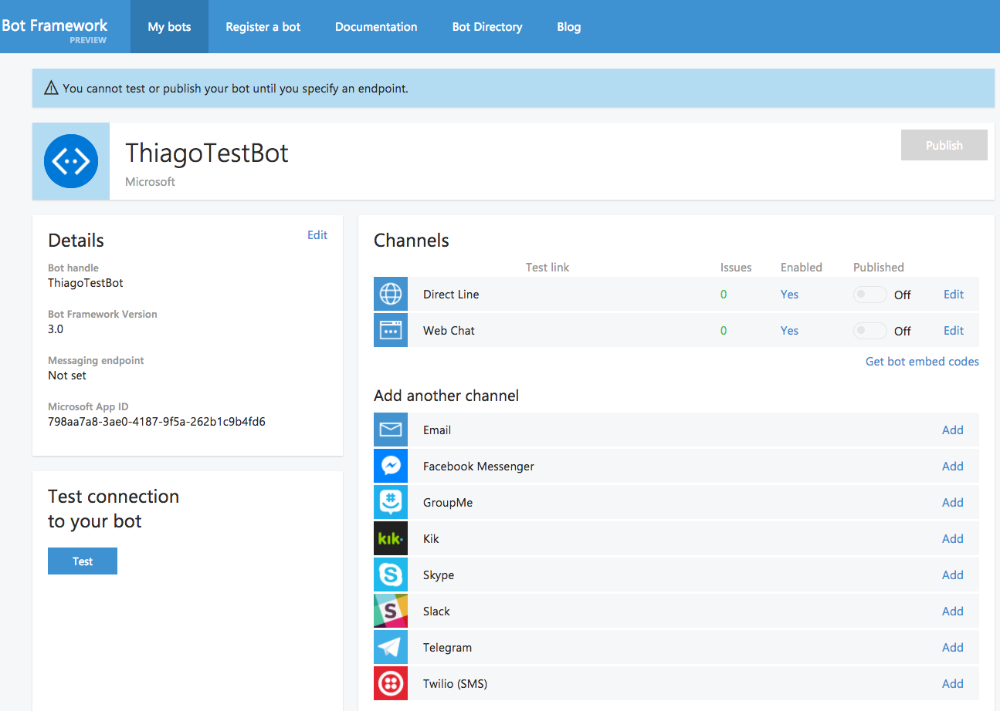 Bot Framework
PREVIEW
My bots
Register a bot
Documentation
Bot Directory
Blog
You cannot test or publish your bot until you specify an endpoint.
ThiagoTestBot
Microsoft
Publish
Details
Edit
Bot handle
ThiagoTestBot
Bot Framework Version
3.0
Messaging endpoint
Not set
Microsoft App ID
798aa7a8-3ae0-4187-9f5a-262b1c9b4fd6
Test connection
to your bot
Test
Channels
Test link Issues Enabled Published
Direct Line 0 Yes Off Edit
Web Chat 0 Yes Off Edit
Get bot embed codes
Add another channel
Email Add
Facebook Messenger Add
GroupMe Add
kik. Kik Add
Skype Add
Slack Add
Telegram Add
Twilio (SMS) Add